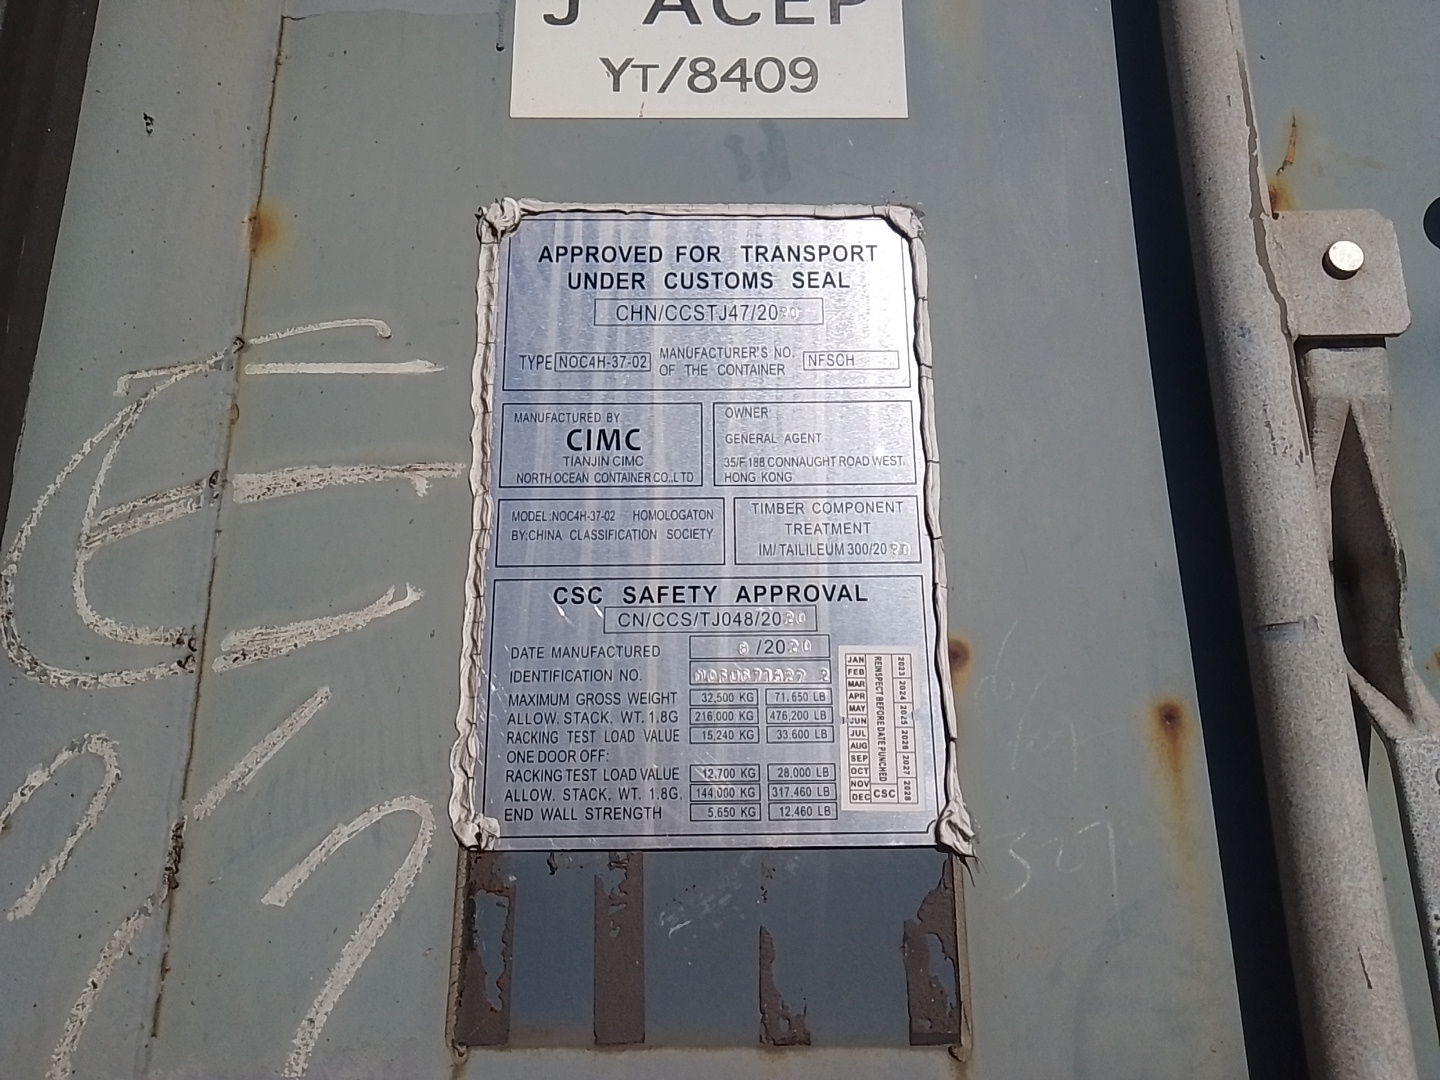 J ACEP
YT/8409
APPROVED FOR TRANSPORT
UNDER CUSTOMS SEAL
CHN/CCSTJ47/2020
TYPE NOC4H-37-02 MANUFACTURER'S NO. OF THE CONTAINER NFSCH
MANUFACTURED BY
CIMC
TIANJIN CIMC
NORTH OCEAN CONTAINER CO.,LTD
OWNER
GENERAL AGENT
35/F 188 CONNAUGHT ROAD WEST,
HONG KONG
MODEL:NOC4H-37-02 HOMOLOGATON
BY:CHINA CLASSIFICATION SOCIETY
TIMBER COMPONENT
TREATMENT
IM/TAILILEUM 300/2020
CSC SAFETY APPROVAL
CN/CCS/TJ048/2020
DATE MANUFACTURED /2020
IDENTIFICATION NO.
MAXIMUM GROSS WEIGHT 32,500 KG 71,650 LB
ALLOW. STACK. WT. 1.8G 216,000 KG 476,200 LB
RACKING TEST LOAD VALUE 15,240 KG 33,600 LB
ONE DOOR OFF:
RACKING TEST LOAD VALUE 12,700 KG 28,000 LB
ALLOW. STACK. WT. 1.8G. 144,000 KG 317,460 LB
END WALL STRENGTH 5,650 KG 12,460 LB
JAN
FEB
MAR
APR
MAY
JUN
JUL
AUG
SEP
OCT
NOV
DEC
REINSPECT BEFORE DATE PUNCHED
CSC
2023 2024 2025 2026 2027 2028
527